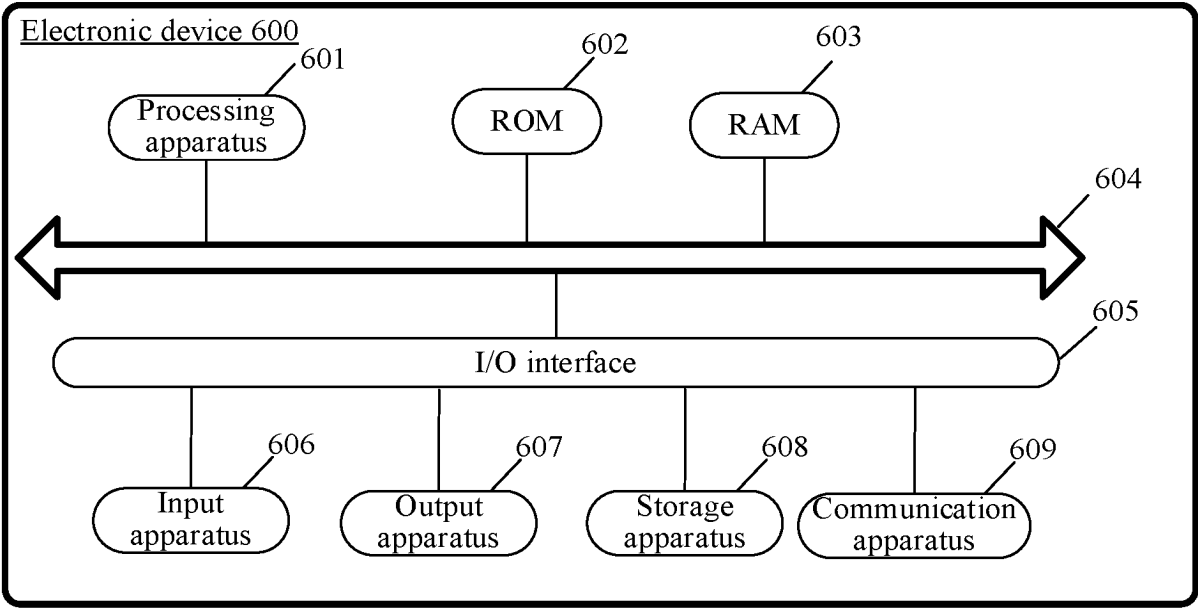 Electronic device 600
601
602
603
Processing
apparatus
ROM
RAM
604
605
I/O interface
606
607
608
609
Input
apparatus
Output
apparatus
Storage
apparatus
Communication
apparatus